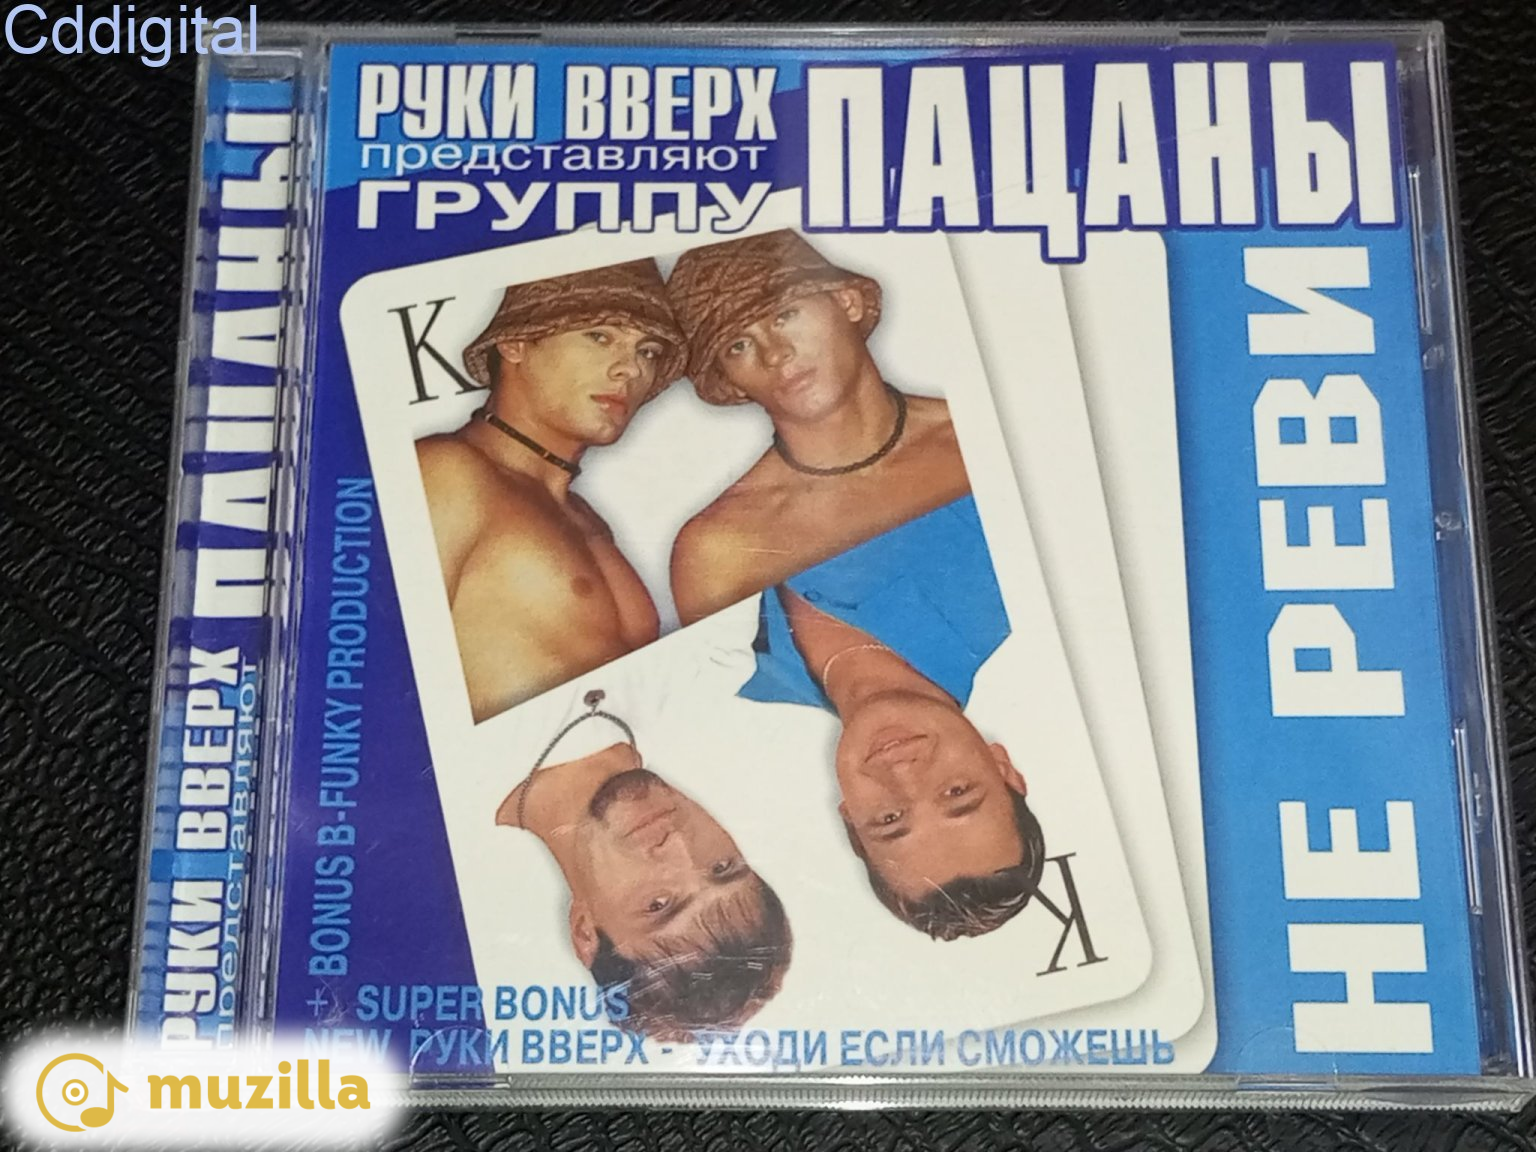 Cddigital
РУКИ ВВЕРХ
представляют
ГРУППУ
ПАЦАНЫ
НЕ РЕВИ
K
K
+ BONUS B-FUNKY PRODUCTION
+ SUPER BONUS
NEW РУКИ ВВЕРХ - УХОДИ ЕСЛИ СМОЖЕШЬ
РУКИ ВВЕРХ
представляют
ПАЦАНЫ
muzilla